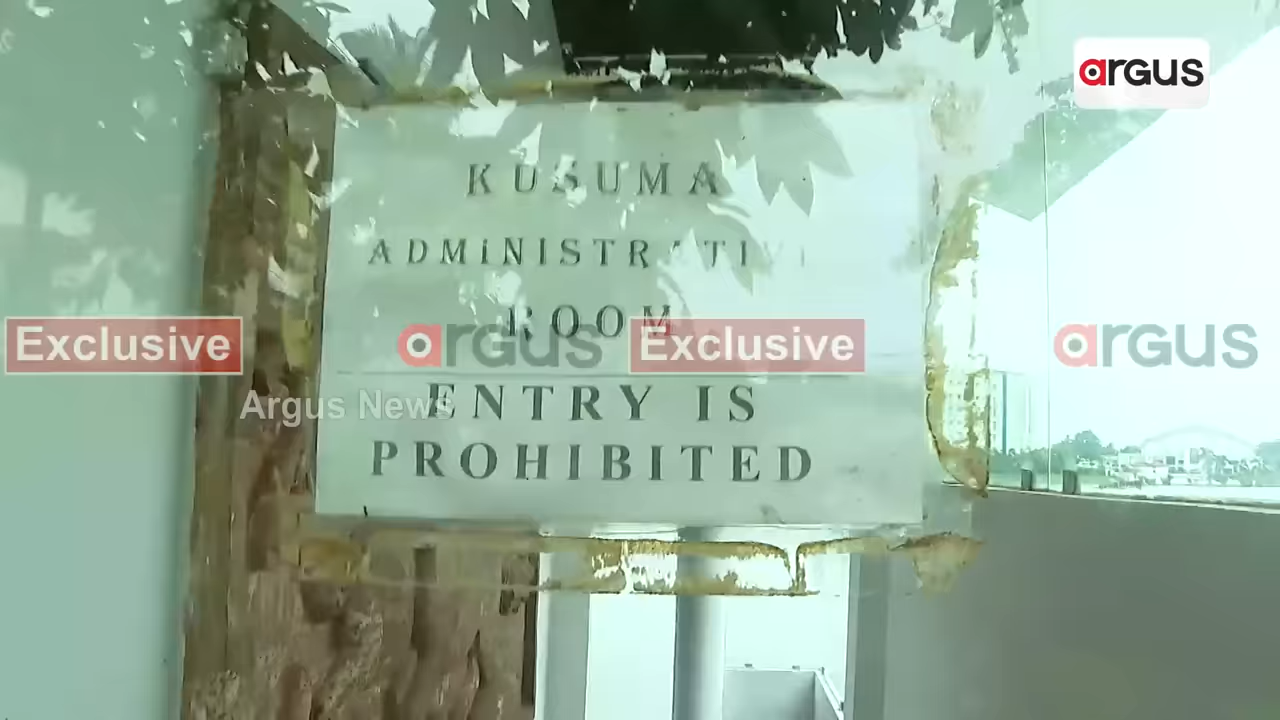 argus
KUSUMA
ADMINISTRATIVE
ROOM
Exclusive argus Exclusive argus
Argus News
ENTRY IS
PROHIBITED